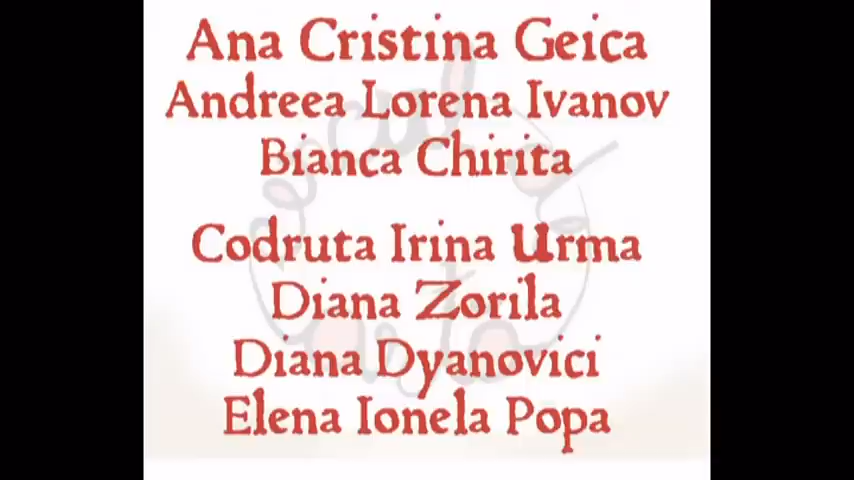 Ana Cristina Geica
Andreea Lorena Ivanov
Bianca Chirita
Codruta Irina Urma
Diana Zorila
Diana Dyanovici
Elena Ionela Popa